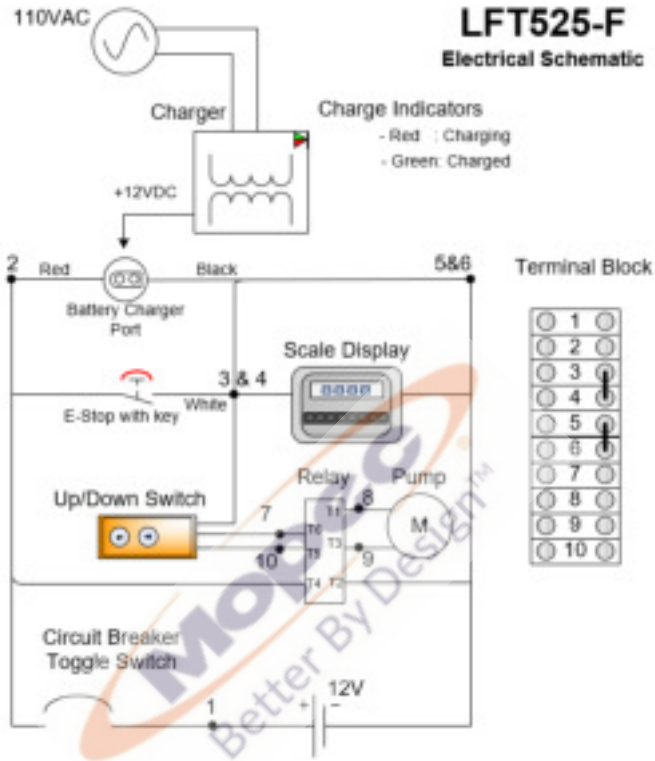 110VAC
LFT525-F
Electrical Schematic
Charger
Charge Indicators
- Red : Charging
- Green: Charged
+12VDC
2
Red
Black
5&6
Battery Charger
Port
Terminal Block
1
2
3
4
5
6
7
8
9
10
Scale Display
8888
3 & 4
White
E-Stop with key
Up/Down Switch
Relay
Pump
7
8
T1
T6
M
T3
T5
10
9
T4
T2
Circuit Breaker
Toggle Switch
1
12V
+
−
Mopec
Better By Design™